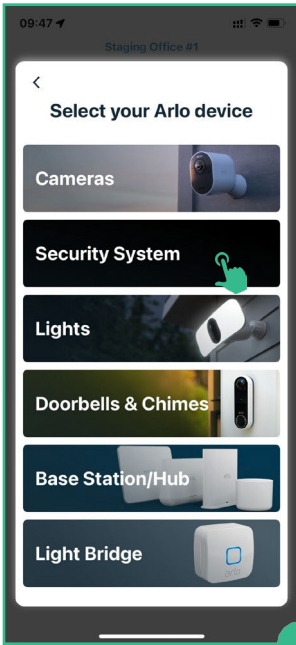 09:47
Staging Office #1
Select your Arlo device
Cameras
Security System
Lights
Doorbells & Chimes
Base Station/Hub
Light Bridge
arlo